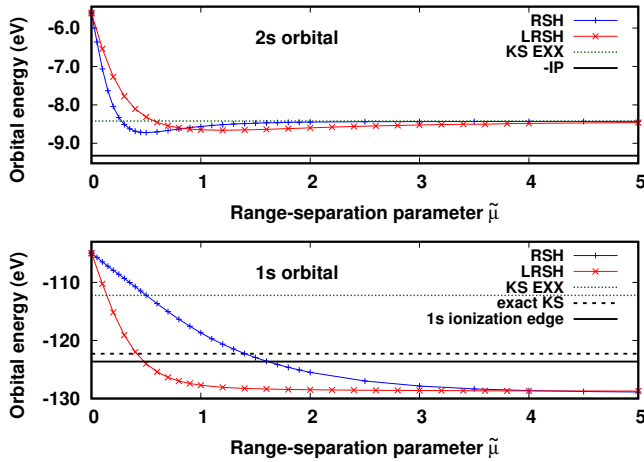 2s orbital
RSH
LRSH
KS EXX
-IP
Orbital energy (eV)
-6.0
-7.0
-8.0
-9.0
0 1 2 3 4 5
Range-separation parameter μ̃
1s orbital
RSH
LRSH
KS EXX
exact KS
1s ionization edge
Orbital energy (eV)
-110
-120
-130
0 1 2 3 4 5
Range-separation parameter μ̃